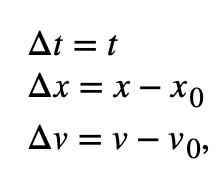 Δt = t
Δx = x − x₀
Δv = v − v₀,